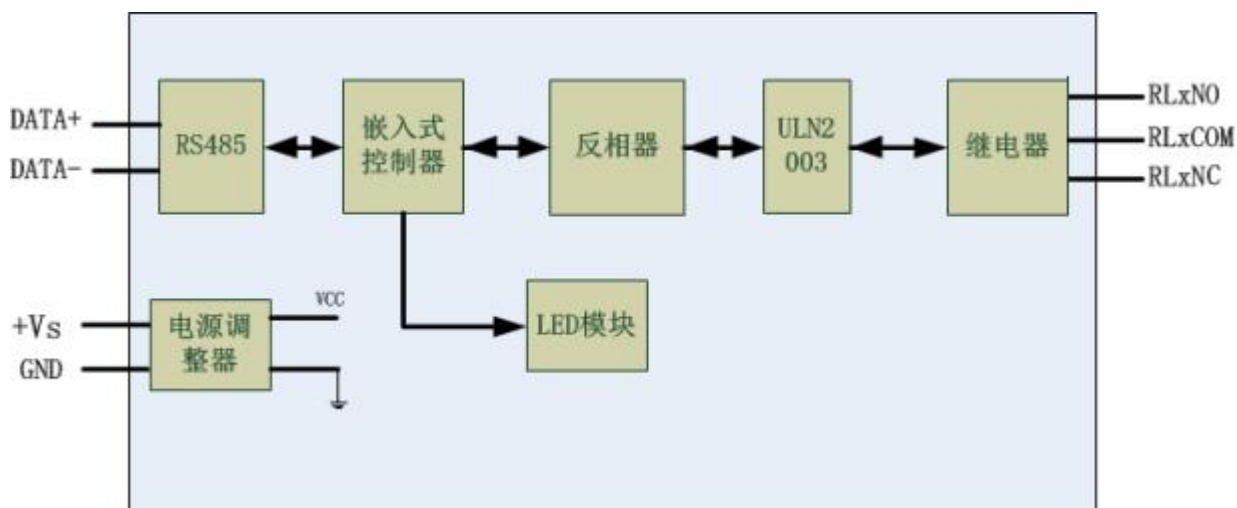 DATA+
DATA-
RS485
嵌入式
控制器
反相器
ULN2
003
继电器
RLxNO
RLxCOM
RLxNC
+Vs
GND
电源调
整器
VCC
LED模块